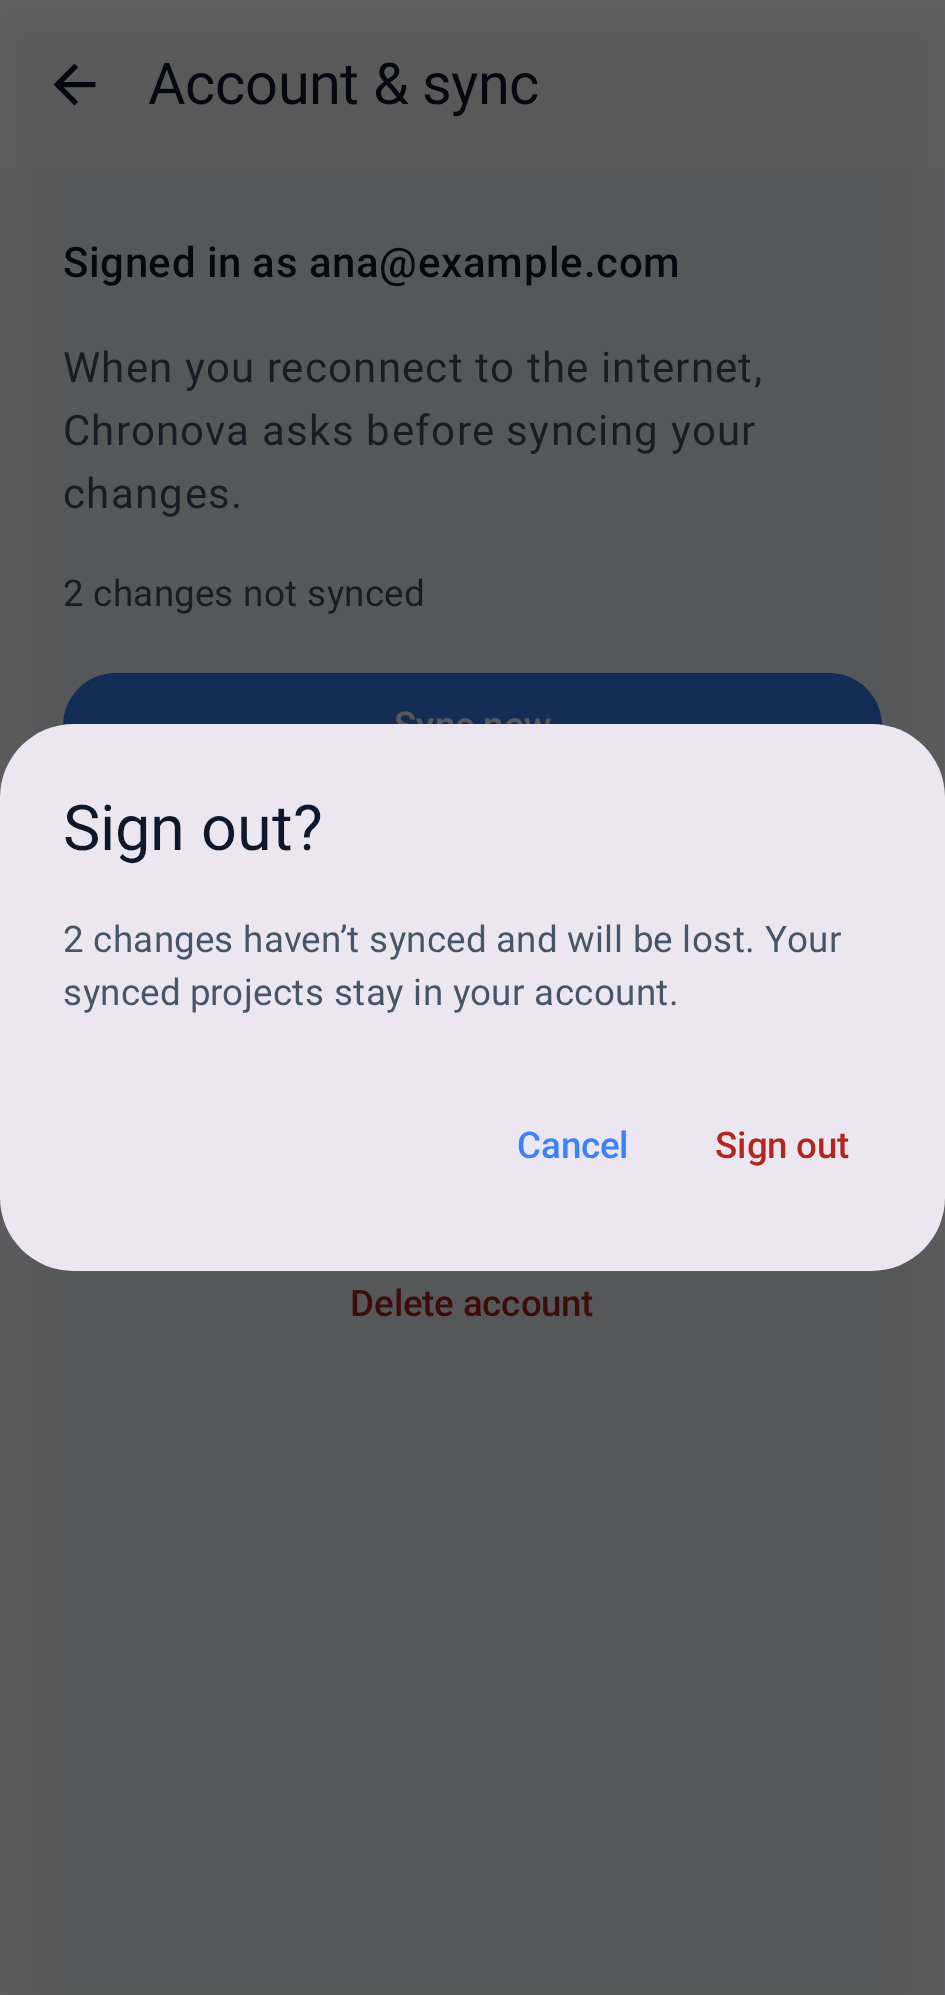 Account & sync
Signed in as ana@example.com
When you reconnect to the internet,
Chronova asks before syncing your
changes.
2 changes not synced
Sync now
Sign out?
2 changes haven’t synced and will be lost. Your
synced projects stay in your account.
Cancel
Sign out
Delete account